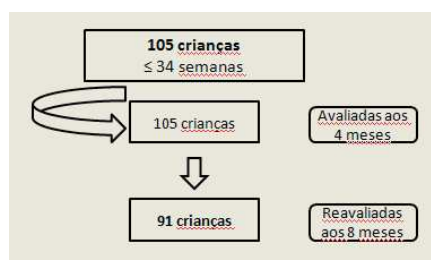 105 crianças
≤ 34 semanas
105 crianças
Avaliadas aos
4 meses
91 crianças
Reavaliadas
aos 8 meses